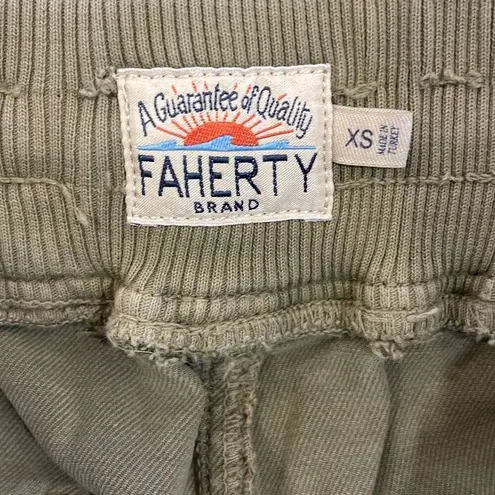 A Guarantee of Quality
FAHERTY
BRAND
XS
MADE IN
TURKEY